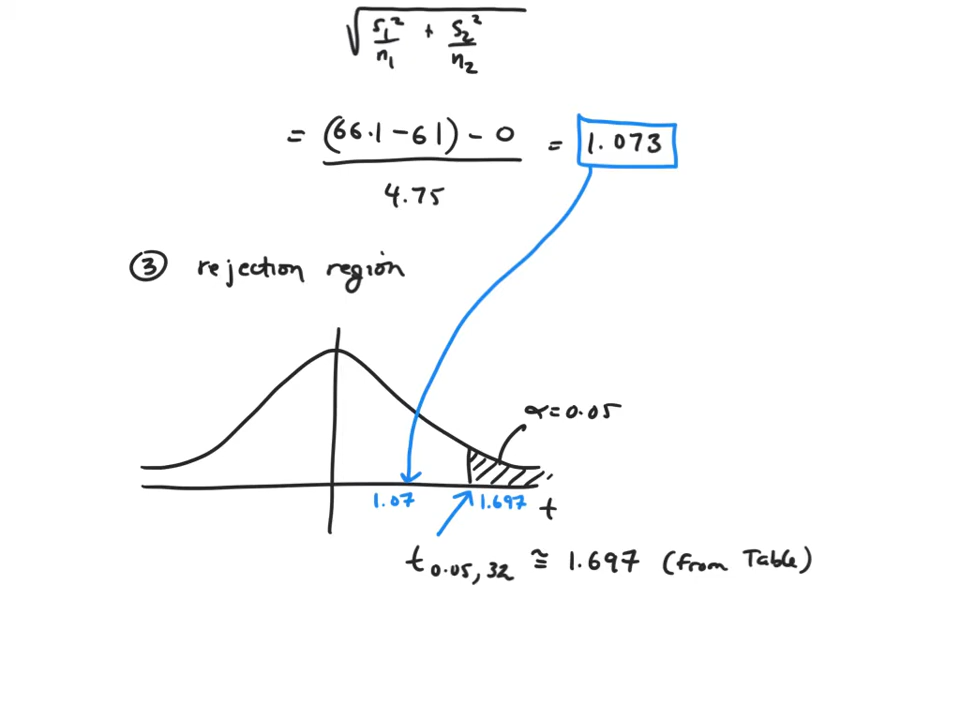 √(s₁²/n₁ + s₂²/n₂)
= (66.1-61) - 0 / 4.75 = 1.073
③ rejection region
α=0.05
1.07 1.697 t
t₀.₀₅,₃₂ ≅ 1.697 (from Table)